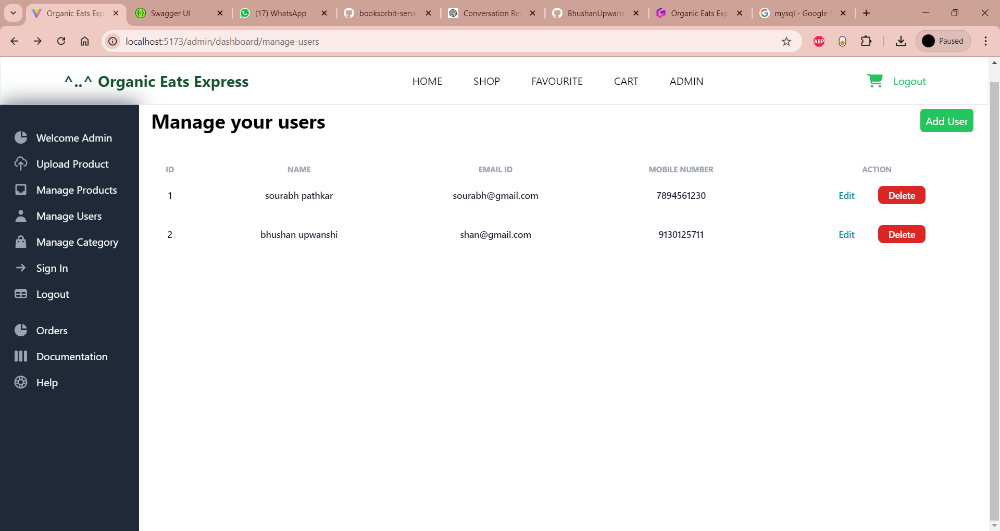 Organic Eats Exp
Swagger UI
(17) WhatsApp
booksorbit-serve
Conversation Rea
BhushanUpwans
Organic Eats Exp
mysql - Google S
localhost:5173/admin/dashboard/manage-users
ABP
Paused
^..^ Organic Eats Express
HOME
SHOP
FAVOURITE
CART
ADMIN
Logout
Welcome Admin
Upload Product
Manage Products
Manage Users
Manage Category
Sign In
Logout
Orders
Documentation
Help
Manage your users
Add User
ID NAME EMAIL ID MOBILE NUMBER ACTION
1 sourabh pathkar sourabh@gmail.com 7894561230 Edit Delete
2 bhushan upwanshi shan@gmail.com 9130125711 Edit Delete